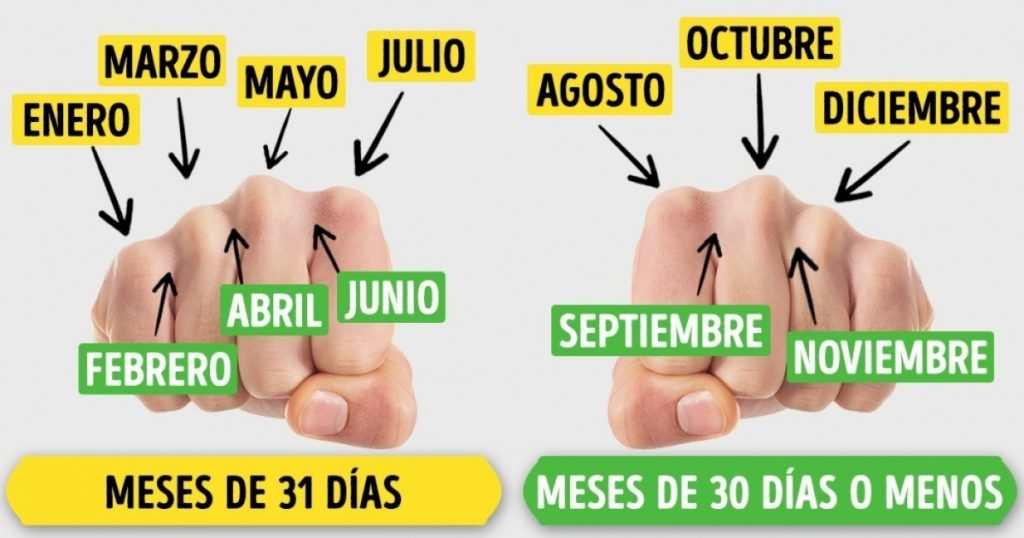 ENERO
MARZO
MAYO
JULIO
FEBRERO
ABRIL
JUNIO
AGOSTO
OCTUBRE
DICIEMBRE
SEPTIEMBRE
NOVIEMBRE
MESES DE 31 DÍAS
MESES DE 30 DÍAS O MENOS